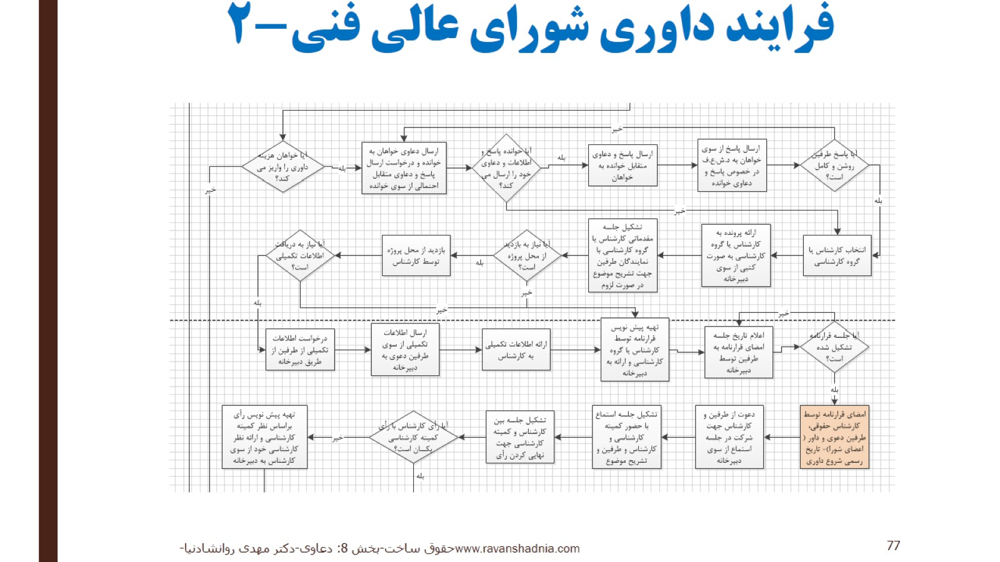 فرایند داوری شورای عالی فنی–۲
آیا خواهان هزینه
داوری را واریز می
کند؟
بله
خیر
ارسال دعاوی خواهان به
خوانده و درخواست ارسال
پاسخ و دعاوی متقابل
احتمالی از سوی خوانده
آیا خوانده پاسخ و
اطلاعات و دعاوی
خود را ارسال می
کند؟
بله
خیر
ارسال پاسخ و دعاوی
متقابل خوانده به
خواهان
ارسال پاسخ از سوی
خواهان به د.ش.ع.ف
در خصوص پاسخ و
دعاوی خوانده
آیا پاسخ طرفین
روشن و کامل
است؟
خیر
بله
انتخاب کارشناس یا
گروه کارشناسی
ارائه پرونده به
کارشناس یا گروه
کارشناسی به صورت
کتبی از سوی
دبیرخانه
تشکیل جلسه
مقدماتی کارشناس یا
گروه کارشناسی با
نمایندگان طرفین
جهت تشریح موضوع
در صورت لزوم
آیا نیاز به بازدید
از محل پروژه
است؟
بله
خیر
بازدید از محل پروژه
توسط کارشناس
آیا نیاز به دریافت
اطلاعات تکمیلی
است؟
بله
خیر
درخواست اطلاعات
تکمیلی از طرفین از
طریق دبیرخانه
ارسال اطلاعات
تکمیلی از سوی
طرفین دعوی به
دبیرخانه
ارائه اطلاعات تکمیلی
به کارشناس
تهیه پیش نویس
قرارنامه توسط
کارشناس یا گروه
کارشناسی و ارائه به
دبیرخانه
اعلام تاریخ جلسه
امضای قرارنامه به
طرفین توسط
دبیرخانه
آیا جلسه قرارنامه
تشکیل شده
است؟
خیر
بله
امضای قرارنامه توسط
کارشناس حقوقی،
طرفین دعوی و داور (
اعضای شورا)- تاریخ
رسمی شروع داوری
دعوت از طرفین و
کارشناس جهت
شرکت در جلسه
استماع از سوی
دبیرخانه
تشکیل جلسه استماع
با حضور کمیته
کارشناسی و
کارشناس و طرفین و
تشریح موضوع
تشکیل جلسه بین
کارشناس و کمیته
کارشناسی جهت
نهایی کردن رأی
آیا رأی کارشناس با رأی
کمیته کارشناسی
یکسان است؟
خیر
بله
تهیه پیش نویس رأی
براساس نظر کمیته
کارشناسی و ارائه نظر
کارشناسی خود از سوی
کارشناس به دبیرخانه
حقوق ساخت-بخش 8: دعاوی-دکتر مهدی روانشادنیا-www.ravanshadnia.com
77